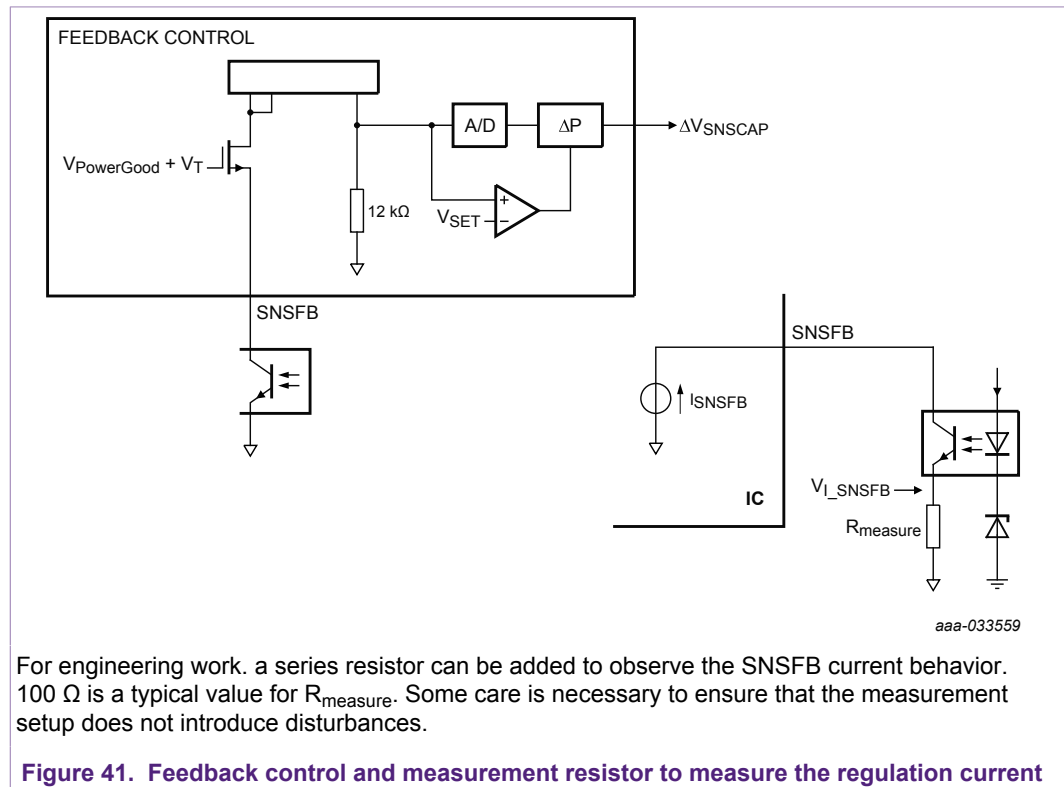 FEEDBACK CONTROL
A/D
ΔP
ΔVSNSCAP
VPowerGood + VT
12 kΩ
VSET
+
−
SNSFB
SNSFB
ISNSFB
IC
VI_SNSFB
Rmeasure
aaa-033559
For engineering work. a series resistor can be added to observe the SNSFB current behavior.
100 Ω is a typical value for Rmeasure. Some care is necessary to ensure that the measurement
setup does not introduce disturbances.
Figure 41. Feedback control and measurement resistor to measure the regulation current